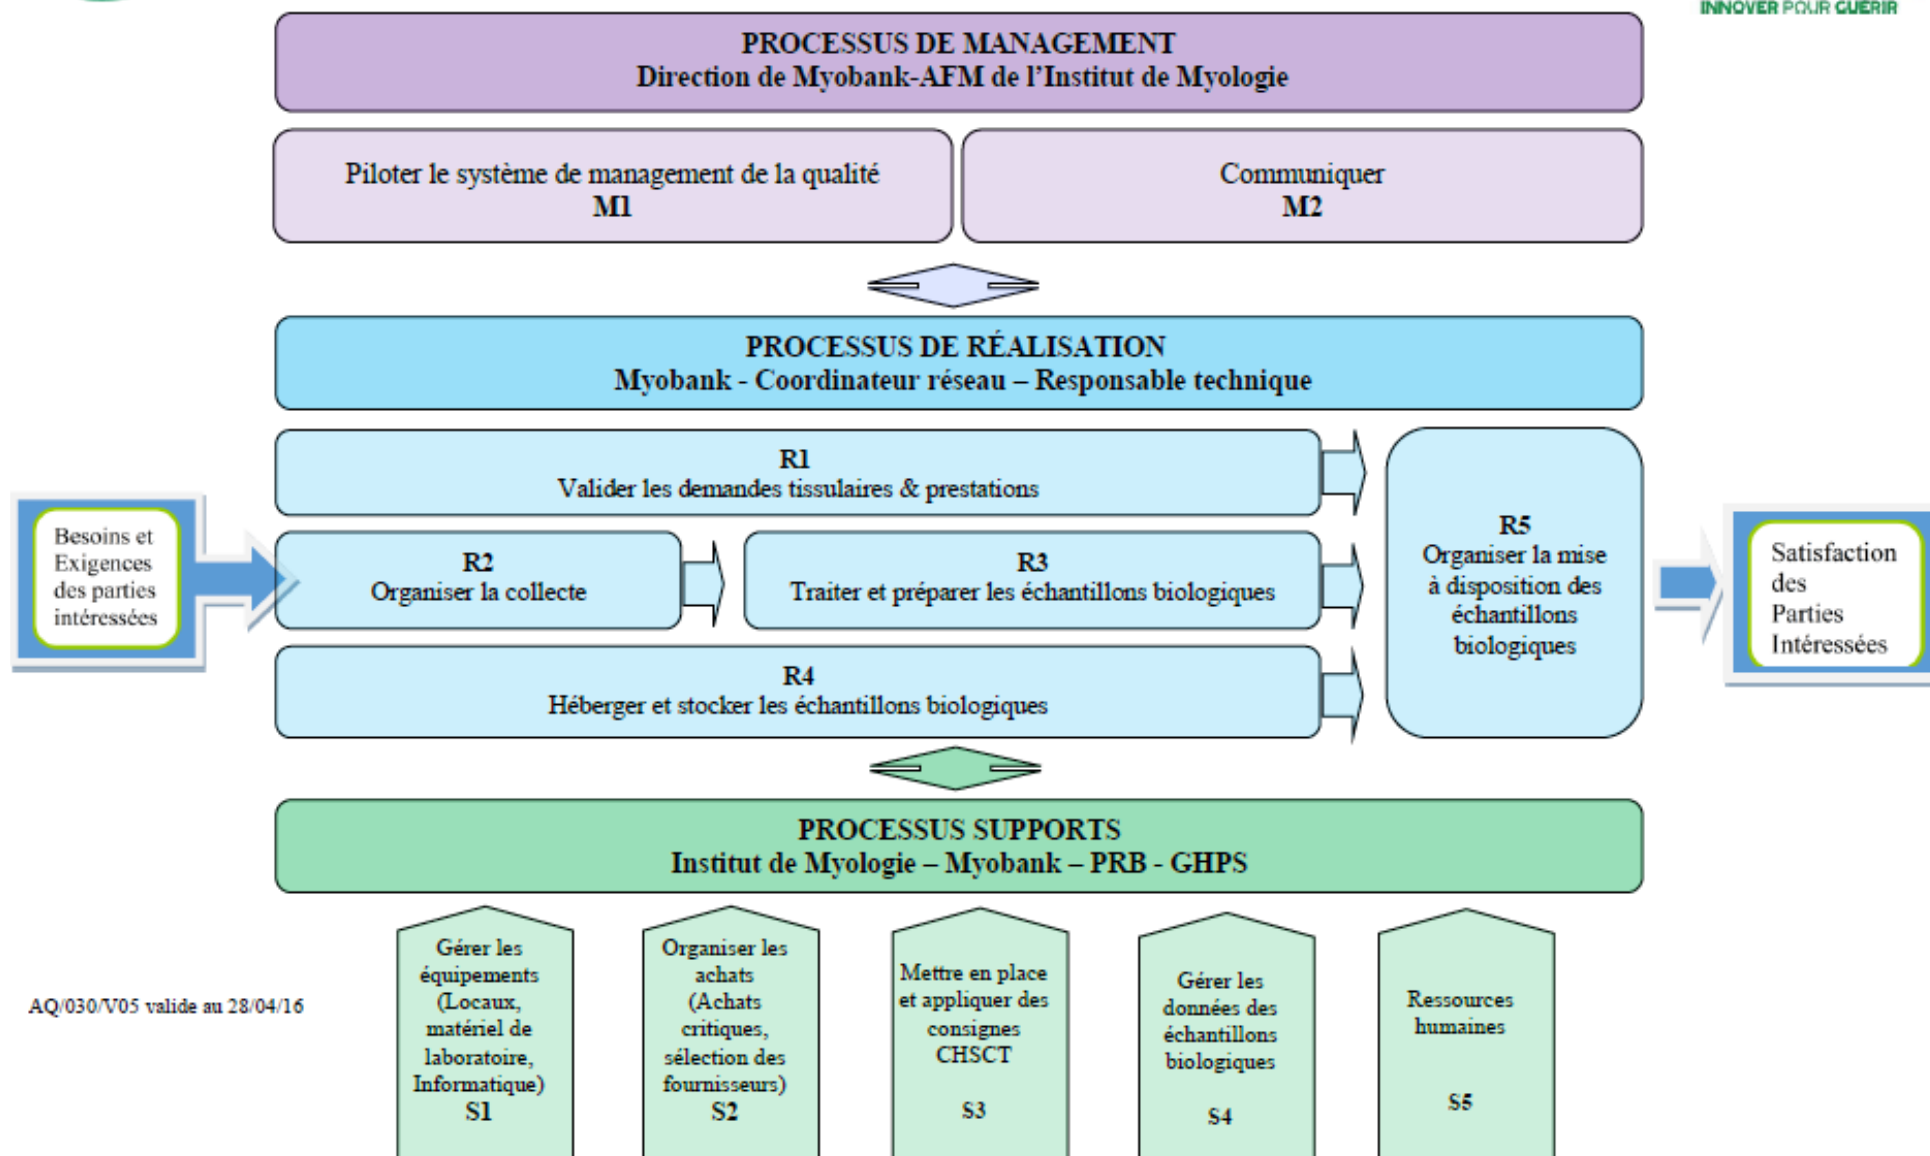 INNOVER POUR GUÉRIR
PROCESSUS DE MANAGEMENT
Direction de Myobank-AFM de l’Institut de Myologie
Piloter le système de management de la qualité
M1
Communiquer
M2
PROCESSUS DE RÉALISATION
Myobank - Coordinateur réseau – Responsable technique
Besoins et
Exigences
des parties
intéressées
R1
Valider les demandes tissulaires & prestations
R2
Organiser la collecte
R3
Traiter et préparer les échantillons biologiques
R4
Héberger et stocker les échantillons biologiques
R5
Organiser la mise
à disposition des
échantillons
biologiques
Satisfaction
des
Parties
Intéressées
PROCESSUS SUPPORTS
Institut de Myologie – Myobank – PRB - GHPS
AQ/030/V05 valide au 28/04/16
Gérer les
équipements
(Locaux,
matériel de
laboratoire,
Informatique)
S1
Organiser les
achats
(Achats
critiques,
sélection des
fournisseurs)
S2
Mettre en place
et appliquer des
consignes
CHSCT
S3
Gérer les
données des
échantillons
biologiques
S4
Ressources
humaines
S5